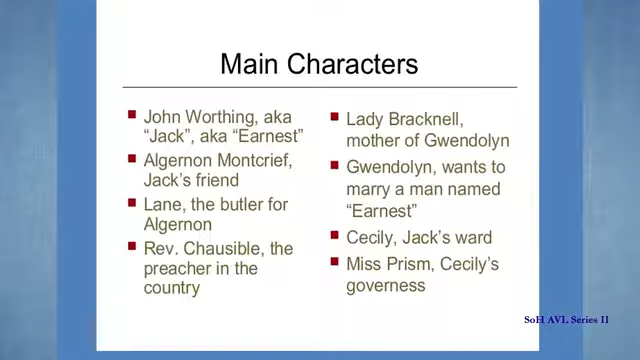 Main Characters
John Worthing, aka
“Jack”, aka “Earnest”
Algernon Montcrief,
Jack’s friend
Lane, the butler for
Algernon
Rev. Chausible, the
preacher in the
country
Lady Bracknell,
mother of Gwendolyn
Gwendolyn, wants to
marry a man named
“Earnest”
Cecily, Jack’s ward
Miss Prism, Cecily’s
governess
SoH AVL Series II